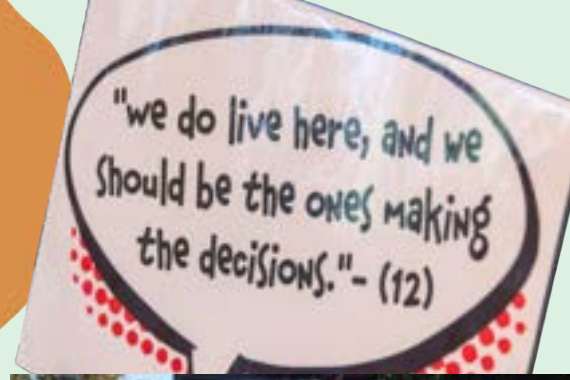 "we do live here, and we
should be the ones making
the decisions."- (12)